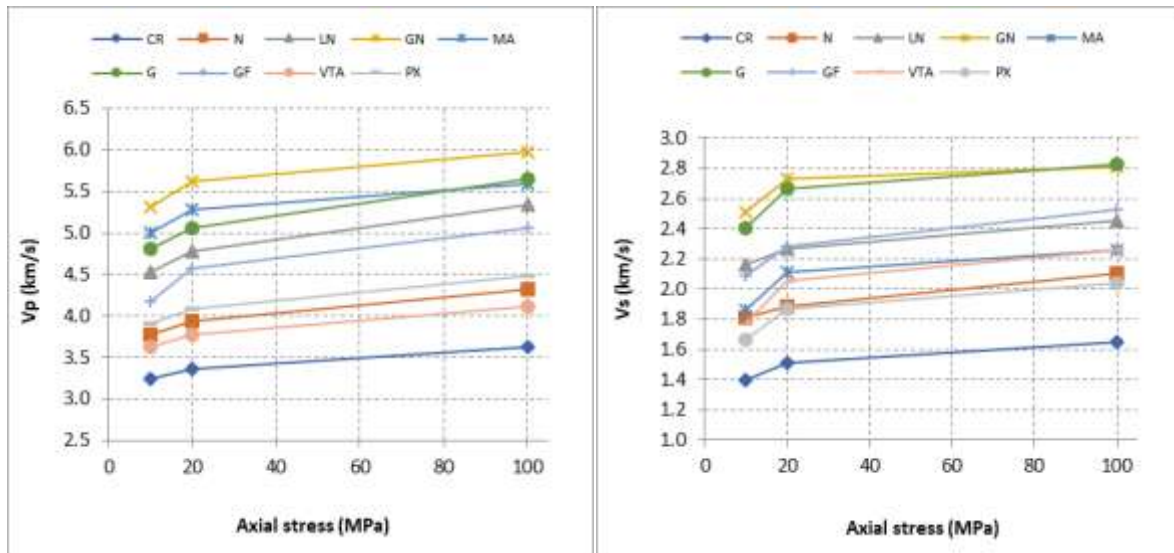 CR N LN GN MA
G GF VTA PX
6.5
6.0
5.5
5.0
4.5
4.0
3.5
3.0
2.5
Vp (km/s)
0 20 40 60 80 100
Axial stress (MPa)
CR N LN GN MA
G GF VTA PX
3.0
2.8
2.6
2.4
2.2
2.0
1.8
1.6
1.4
1.2
1.0
Vs (km/s)
0 20 40 60 80 100
Axial stress (MPa)